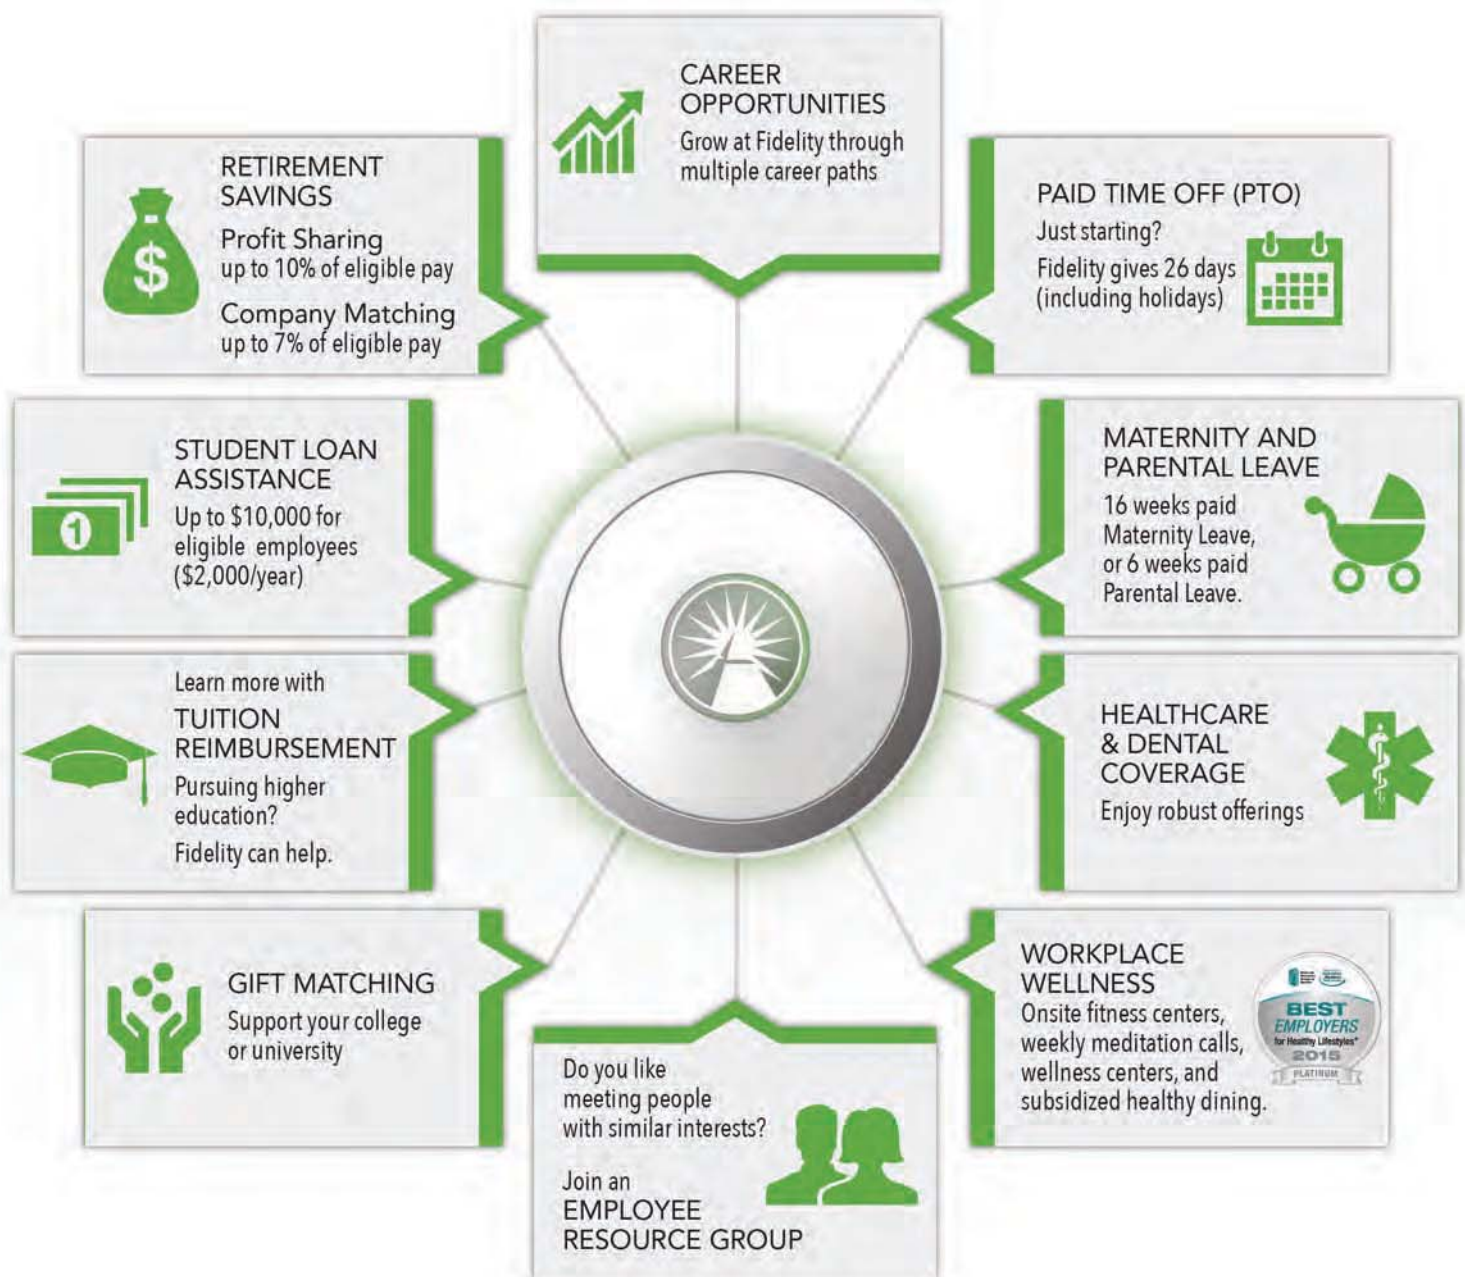 CAREER
OPPORTUNITIES
Grow at Fidelity through
multiple career paths
RETIREMENT
SAVINGS
Profit Sharing
up to 10% of eligible pay
Company Matching
up to 7% of eligible pay
$
PAID TIME OFF (PTO)
Just starting?
Fidelity gives 26 days
(including holidays)
STUDENT LOAN
ASSISTANCE
Up to $10,000 for
eligible employees
($2,000/year)
1
MATERNITY AND
PARENTAL LEAVE
16 weeks paid
Maternity Leave,
or 6 weeks paid
Parental Leave.
Learn more with
TUITION
REIMBURSEMENT
Pursuing higher
education?
Fidelity can help.
HEALTHCARE
& DENTAL
COVERAGE
Enjoy robust offerings
GIFT MATCHING
Support your college
or university
WORKPLACE
WELLNESS
Onsite fitness centers,
weekly meditation calls,
wellness centers, and
subsidized healthy dining.
BEST
EMPLOYERS
for Healthy Lifestyles®
2015
PLATINUM
Do you like
meeting people
with similar interests?
Join an
EMPLOYEE
RESOURCE GROUP